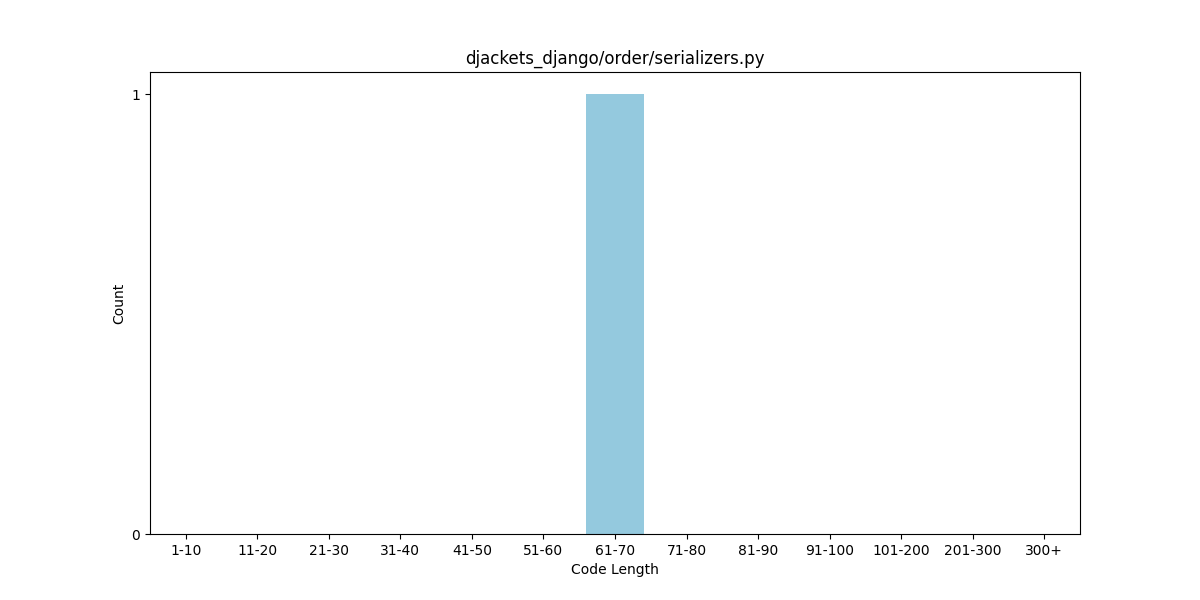 djackets_django/order/serializers.py
1
Count
0
1-10 11-20 21-30 31-40 41-50 51-60 61-70 71-80 81-90 91-100 101-200 201-300 300+
Code Length